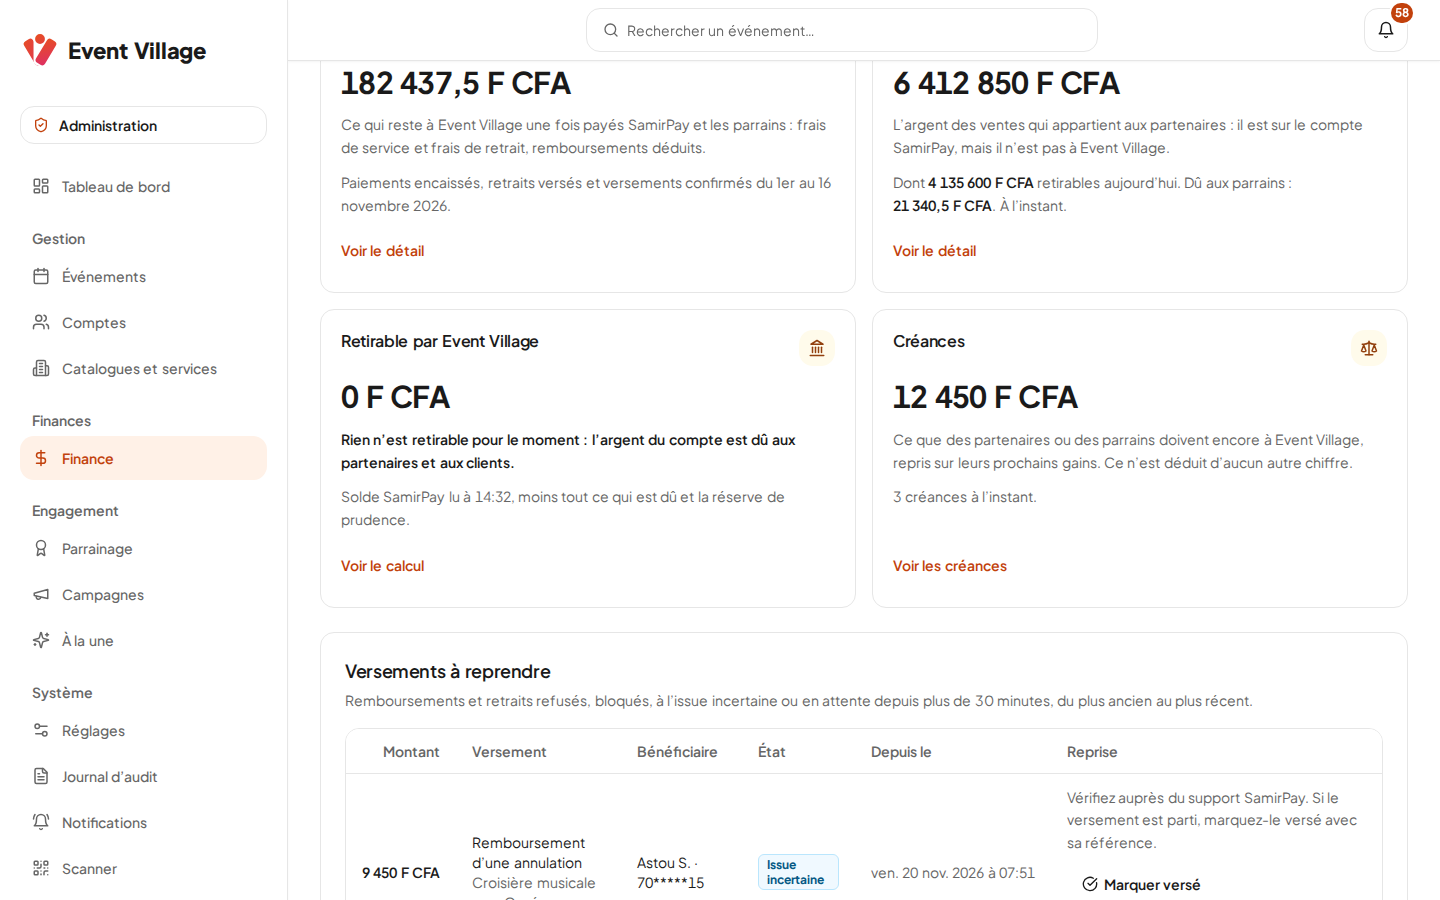 Event Village
Rechercher un événement…
58
Administration
Tableau de bord
Gestion
Événements
Comptes
Catalogues et services
Finances
Finance
Engagement
Parrainage
Campagnes
À la une
Système
Réglages
Journal d'audit
Notifications
Scanner
182 437,5 F CFA
Ce qui reste à Event Village une fois payés SamirPay et les parrains : frais
de service et frais de retrait, remboursements déduits.
Paiements encaissés, retraits versés et versements confirmés du 1er au 16
novembre 2026.
Voir le détail
6 412 850 F CFA
L'argent des ventes qui appartient aux partenaires : il est sur le compte
SamirPay, mais il n'est pas à Event Village.
Dont 4 135 600 F CFA retirables aujourd'hui. Dû aux parrains :
21 340,5 F CFA. À l'instant.
Voir le détail
Retirable par Event Village
0 F CFA
Rien n'est retirable pour le moment : l'argent du compte est dû aux
partenaires et aux clients.
Solde SamirPay lu à 14:32, moins tout ce qui est dû et la réserve de
prudence.
Voir le calcul
Créances
12 450 F CFA
Ce que des partenaires ou des parrains doivent encore à Event Village,
repris sur leurs prochains gains. Ce n'est déduit d'aucun autre chiffre.
3 créances à l'instant.
Voir les créances
Versements à reprendre
Remboursements et retraits refusés, bloqués, à l'issue incertaine ou en attente depuis plus de 30 minutes, du plus ancien au plus récent.
Montant Versement Bénéficiaire État Depuis le Reprise
9 450 F CFA
Remboursement
d'une annulation
Croisière musicale
Astou S. ·
70*****15
Issue
incertaine
ven. 20 nov. 2026 à 07:51
Vérifiez auprès du support SamirPay. Si le
versement est parti, marquez-le versé avec
sa référence.
Marquer versé